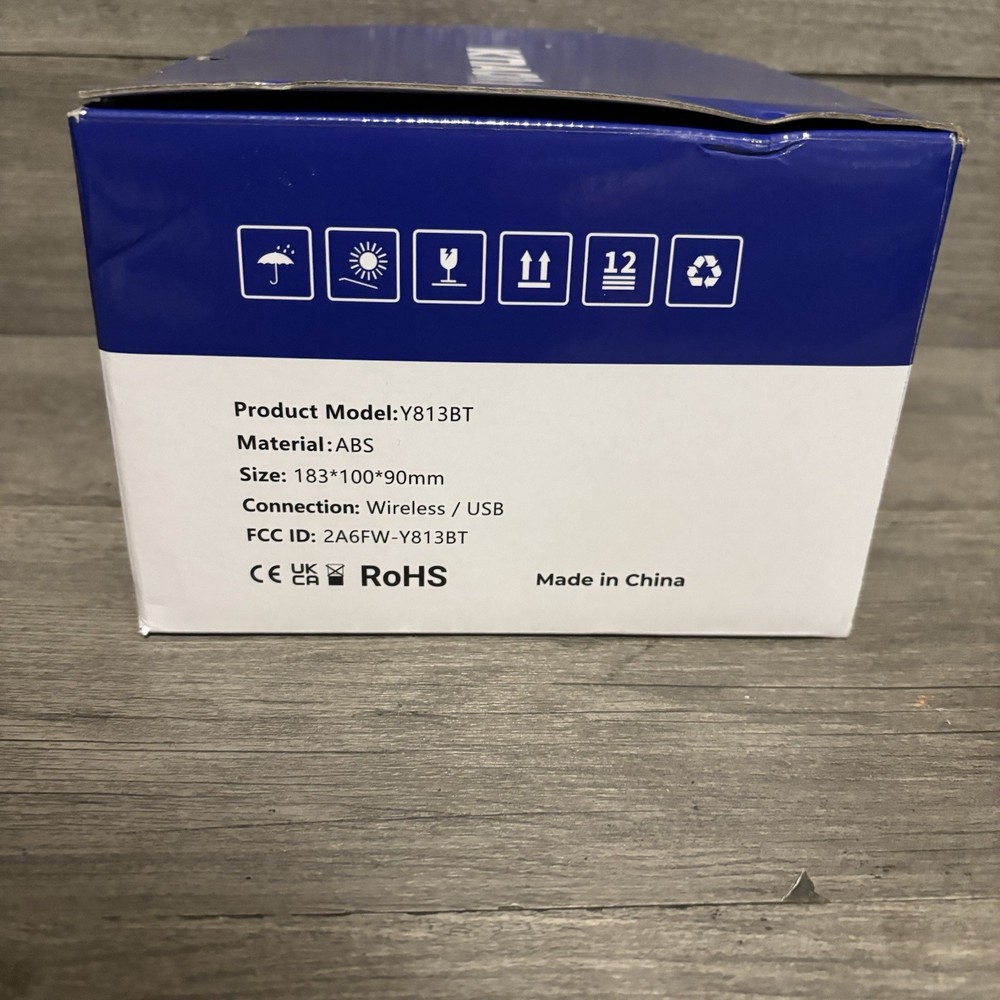 12
Product Model:Y813BT
Material:ABS
Size: 183*100*90mm
Connection: Wireless / USB
FCC ID: 2A6FW-Y813BT
CE UK CA RoHS
Made in China